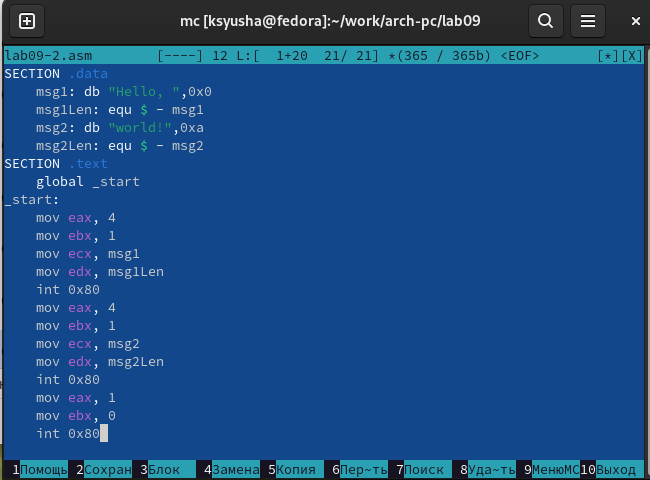 mc [ksyusha@fedora]:~/work/arch-pc/lab09
lab09-2.asm [----] 12 L:[ 1+20 21/ 21] *(365 / 365b) <EOF> [*][X]
SECTION .data
    msg1: db "Hello, ",0x0
    msg1Len: equ $ - msg1
    msg2: db "world!",0xa
    msg2Len: equ $ - msg2
SECTION .text
    global _start
_start:
    mov eax, 4
    mov ebx, 1
    mov ecx, msg1
    mov edx, msg1Len
    int 0x80
    mov eax, 4
    mov ebx, 1
    mov ecx, msg2
    mov edx, msg2Len
    int 0x80
    mov eax, 1
    mov ebx, 0
    int 0x80
1Помощь 2Сохран 3Блок 4Замена 5Копия 6Пер~ть 7Поиск 8Уда~ть 9МенюMC 10Выход